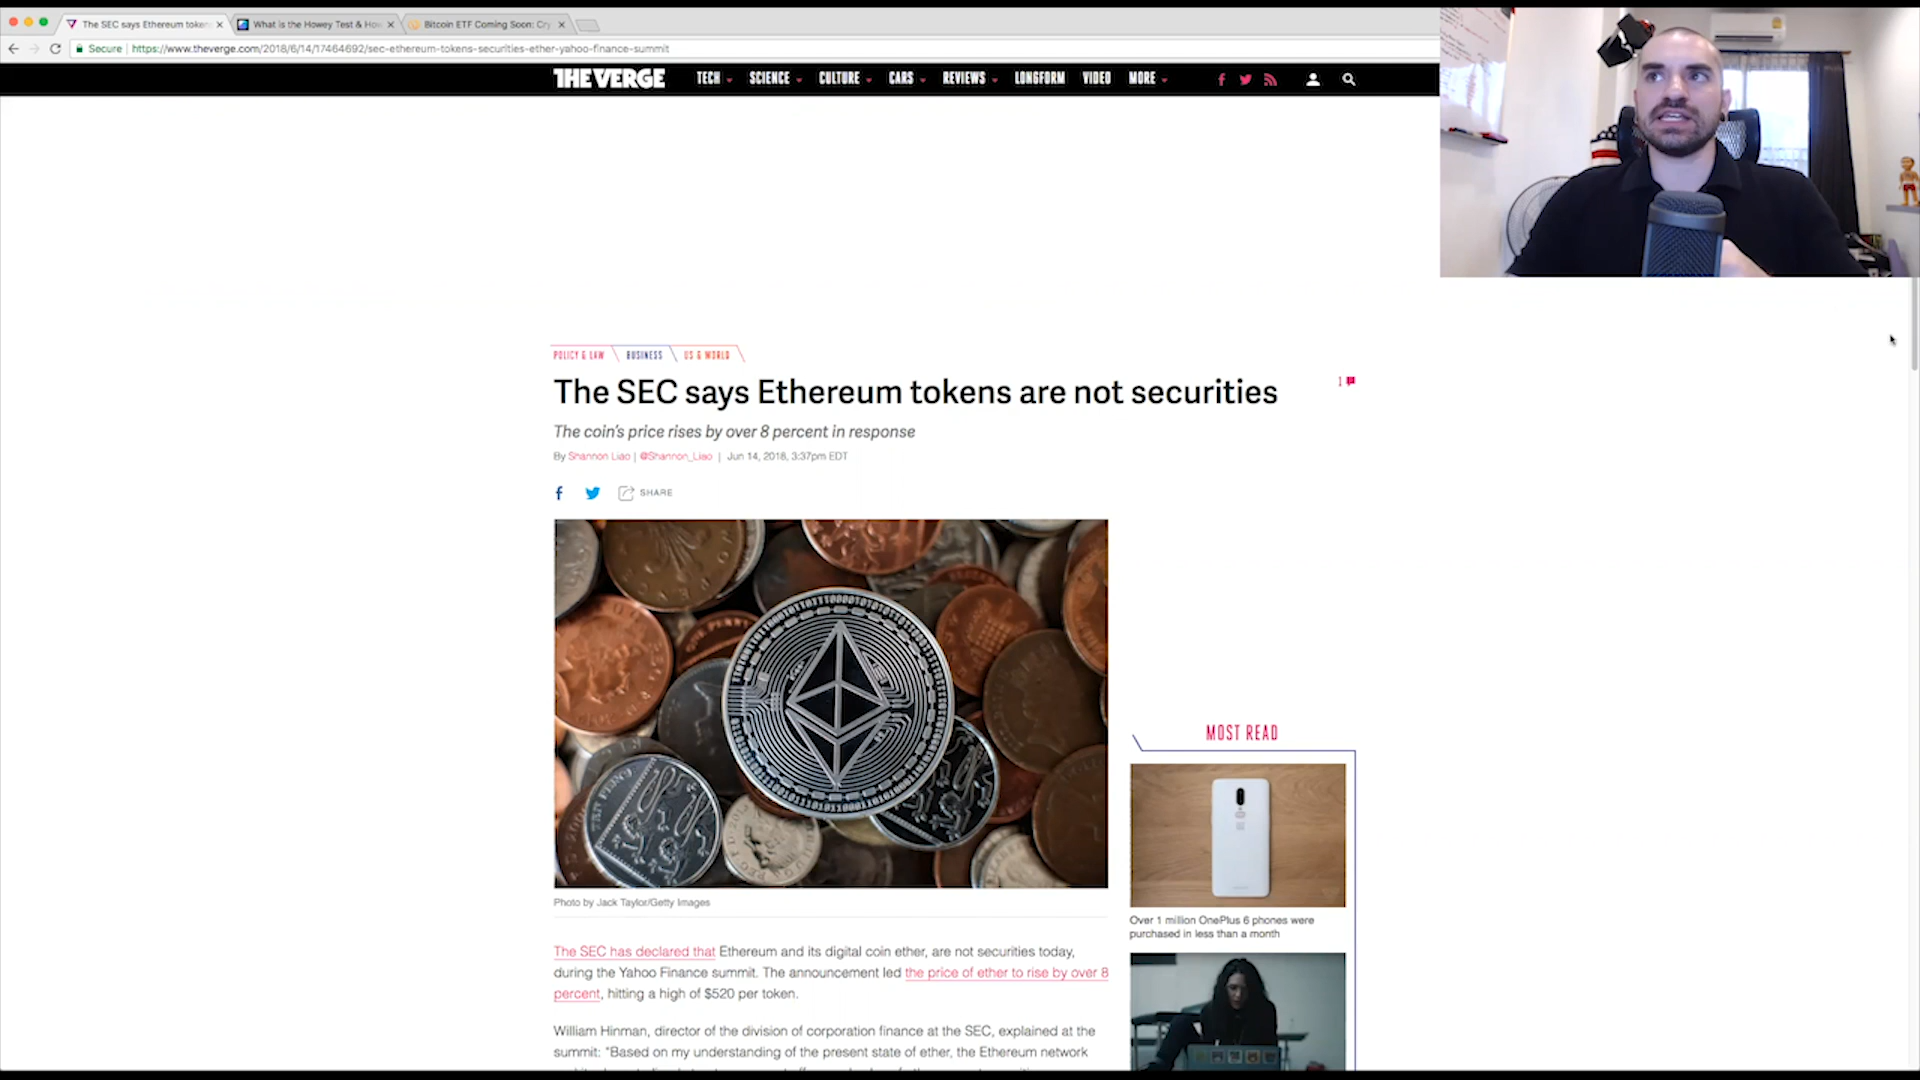 The SEC says Ethereum token
What is the Howey Test & How
Bitcoin ETF Coming Soon: Cry
Secure | https://www.theverge.com/2018/6/14/17464692/sec-ethereum-tokens-securities-ether-yahoo-finance-summit
THE VERGE TECH SCIENCE CULTURE CARS REVIEWS LONGFORM VIDEO MORE
POLICY & LAW BUSINESS US & WORLD
The SEC says Ethereum tokens are not securities
1
The coin's price rises by over 8 percent in response
By Shannon Liao | @Shannon_Liao | Jun 14, 2018, 3:37pm EDT
SHARE
Photo by Jack Taylor/Getty Images
The SEC has declared that Ethereum and its digital coin ether, are not securities today,
during the Yahoo Finance summit. The announcement led the price of ether to rise by over 8
percent, hitting a high of $520 per token.
William Hinman, director of the division of corporation finance at the SEC, explained at the
summit: "Based on my understanding of the present state of ether, the Ethereum network
MOST READ
Over 1 million OnePlus 6 phones were
purchased in less than a month